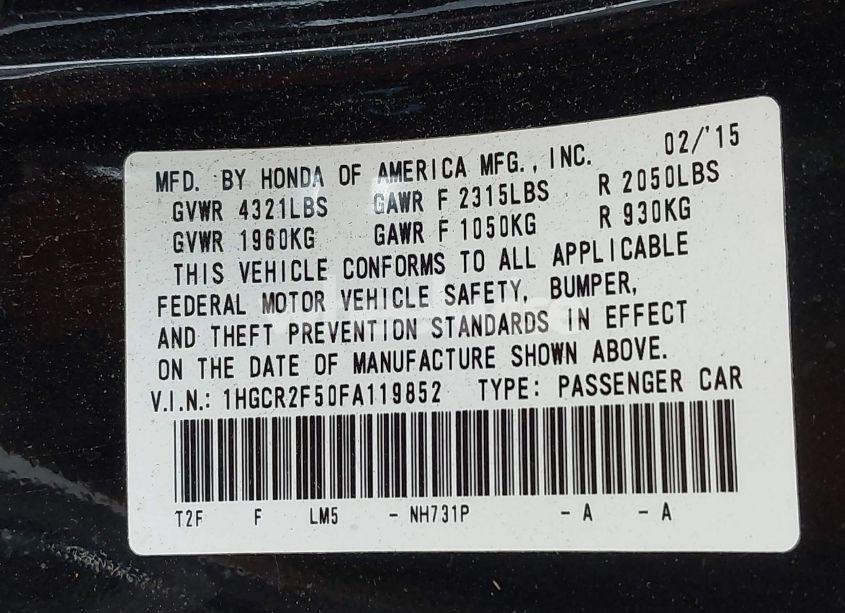 MFD. BY HONDA OF AMERICA MFG., INC. 02/'15
GVWR 4321LBS GAWR F 2315LBS R 2050LBS
GVWR 1960KG GAWR F 1050KG R 930KG
THIS VEHICLE CONFORMS TO ALL APPLICABLE
FEDERAL MOTOR VEHICLE SAFETY, BUMPER,
AND THEFT PREVENTION STANDARDS IN EFFECT
ON THE DATE OF MANUFACTURE SHOWN ABOVE.
V.I.N.: 1HGCR2F50FA119852 TYPE: PASSENGER CAR
T2F F LM5 - NH731P - A - A